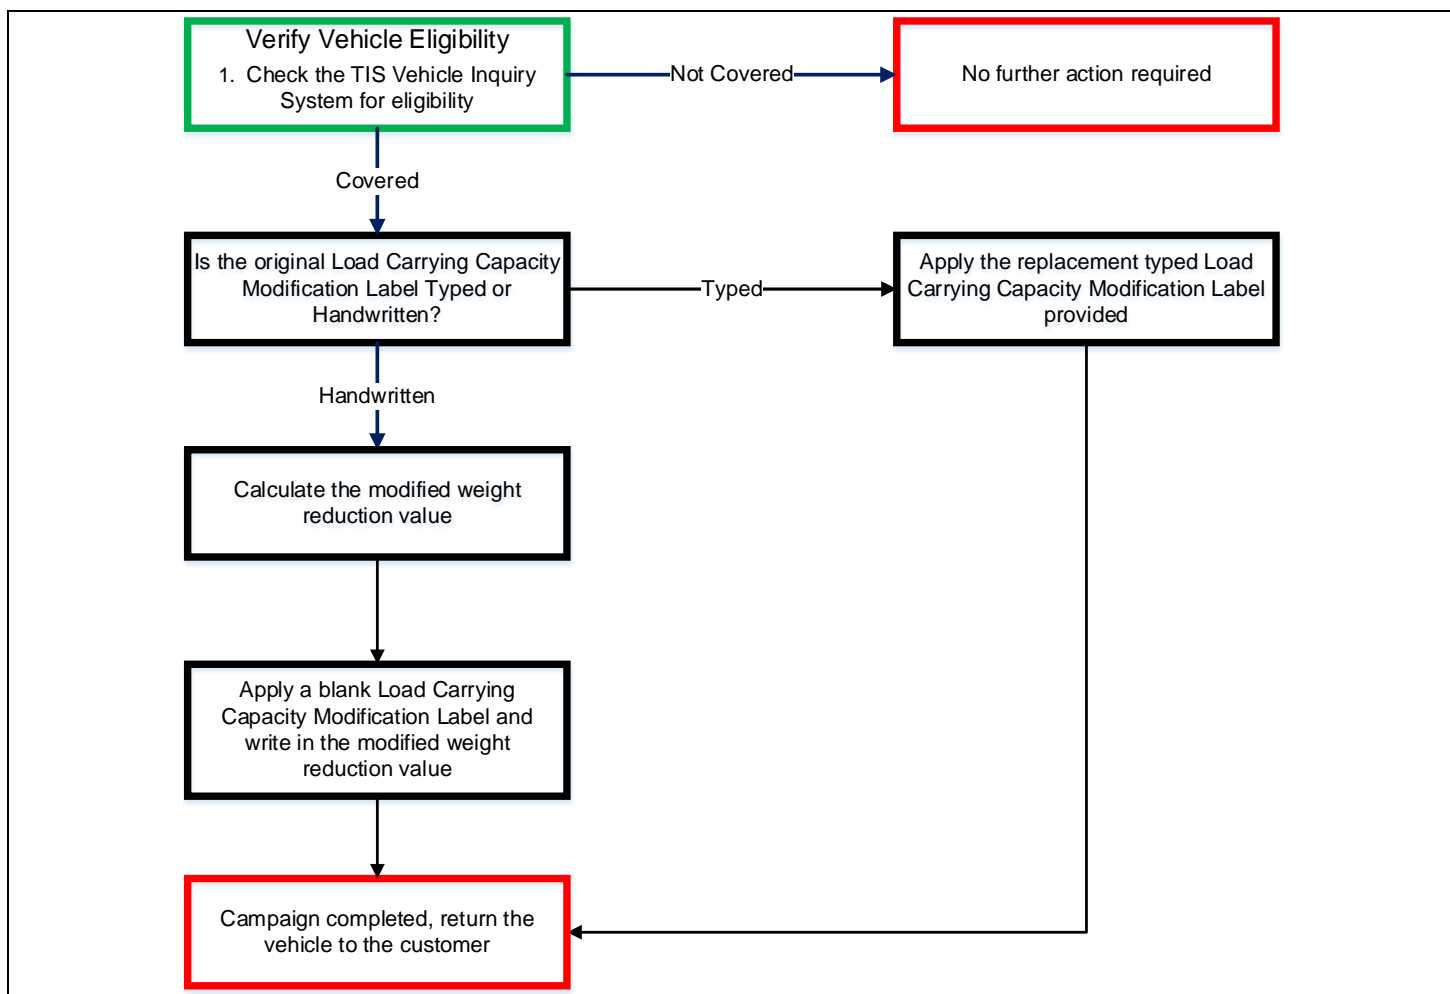 Verify Vehicle Eligibility
1. Check the TIS Vehicle Inquiry
System for eligibility
Not Covered
No further action required
Covered
Is the original Load Carrying Capacity
Modification Label Typed or
Handwritten?
Typed
Apply the replacement typed Load
Carrying Capacity Modification Label
provided
Handwritten
Calculate the modified weight
reduction value
Apply a blank Load Carrying
Capacity Modification Label and
write in the modified weight
reduction value
Campaign completed, return the
vehicle to the customer